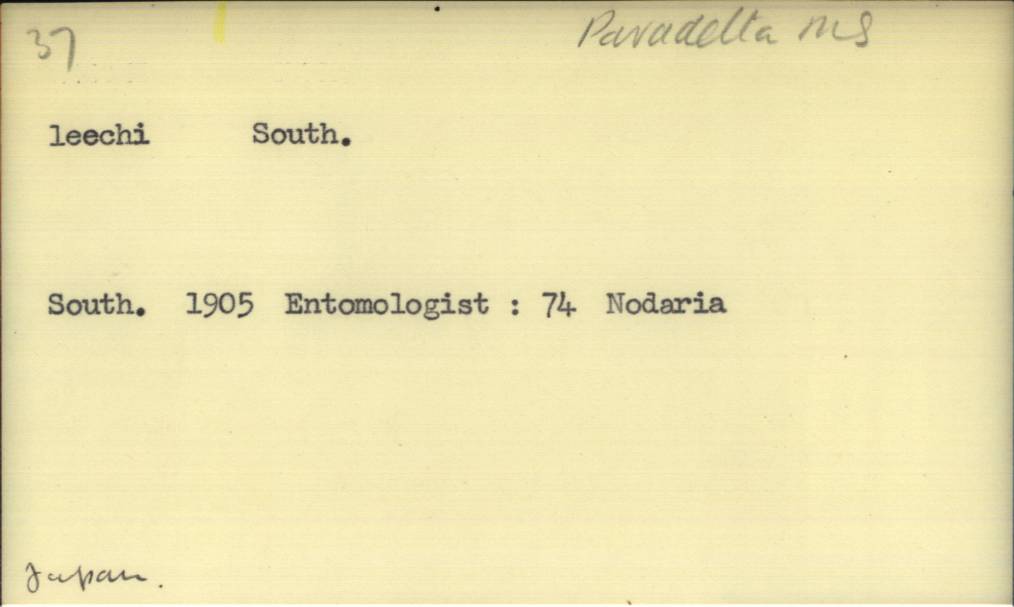 37
Paradelta MS
leechi South.
South. 1905 Entomologist : 74 Nodaria
Japan.